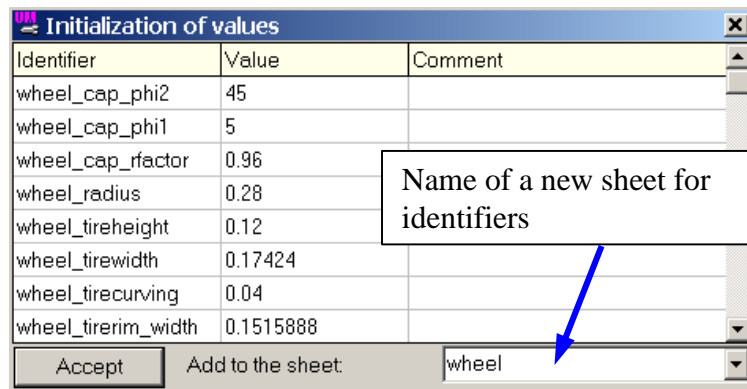 UM Initialization of values
Identifier Value Comment
wheel_cap_phi2 45
wheel_cap_phi1 5
wheel_cap_rfactor 0.96
wheel_radius 0.28
wheel_tireheight 0.12
wheel_tirewidth 0.17424
wheel_tirecurving 0.04
wheel_tirerim_width 0.1515888
Name of a new sheet for
identifiers
Accept Add to the sheet: wheel